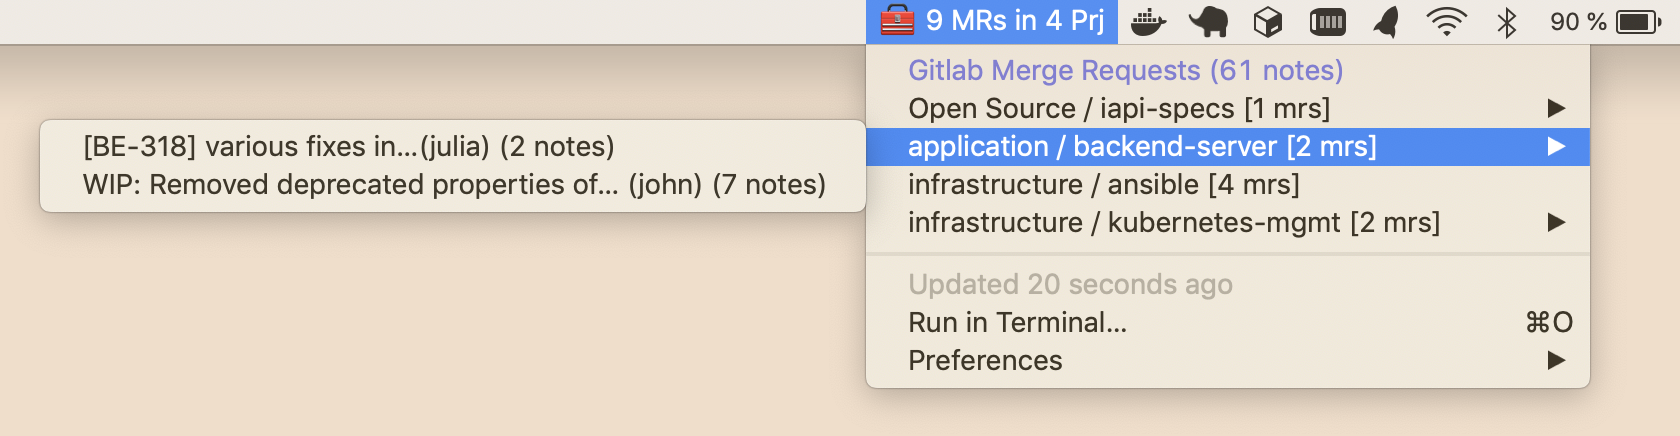 9 MRs in 4 Prj
90 %
Gitlab Merge Requests (61 notes)
Open Source / iapi-specs [1 mrs]
application / backend-server [2 mrs]
infrastructure / ansible [4 mrs]
infrastructure / kubernetes-mgmt [2 mrs]
Updated 20 seconds ago
Run in Terminal... ⌘O
Preferences
[BE-318] various fixes in...(julia) (2 notes)
WIP: Removed deprecated properties of... (john) (7 notes)